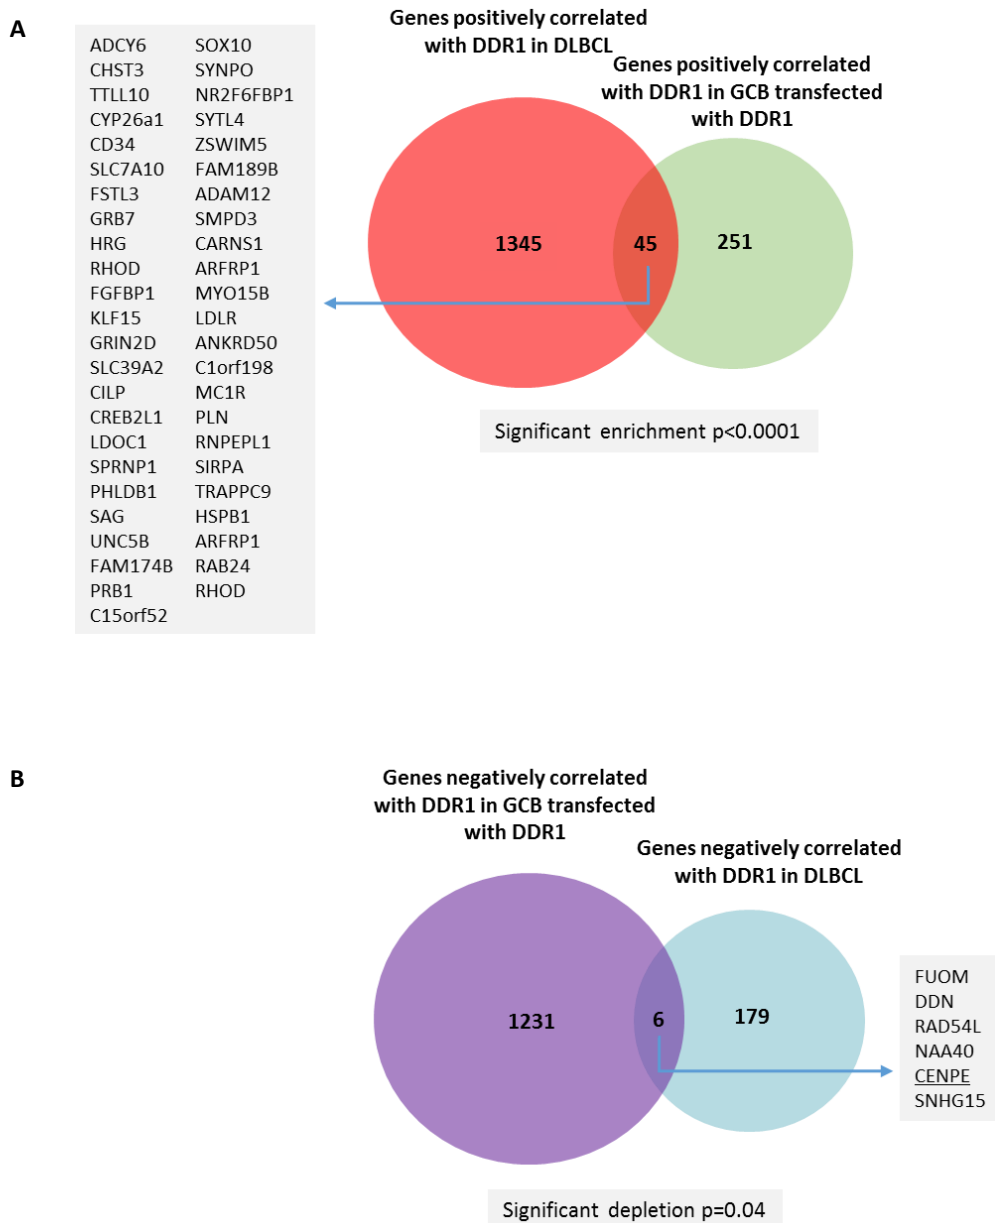 A
Genes positively correlated
with DDR1 in DLBCL
Genes positively correlated
with DDR1 in GCB transfected
with DDR1
ADCY6 SOX10
CHST3 SYNPO
TTLL10 NR2F6FBP1
CYP26a1 SYTL4
CD34 ZSWIM5
SLC7A10 FAM189B
FSTL3 ADAM12
GRB7 SMPD3
HRG CARNS1
RHOD ARFRP1
FGFBP1 MYO15B
KLF15 LDLR
GRIN2D ANKRD50
SLC39A2 C1orf198
CILP MC1R
CREB2L1 PLN
LDOC1 RNPEPL1
SPRNP1 SIRPA
PHLDB1 TRAPPC9
SAG HSPB1
UNC5B ARFRP1
FAM174B RAB24
PRB1 RHOD
C15orf52
1345 45 251
Significant enrichment p<0.0001
B
Genes negatively correlated
with DDR1 in GCB transfected
with DDR1
Genes negatively correlated
with DDR1 in DLBCL
1231 6 179
FUOM
DDN
RAD54L
NAA40
CENPE
SNHG15
Significant depletion p=0.04